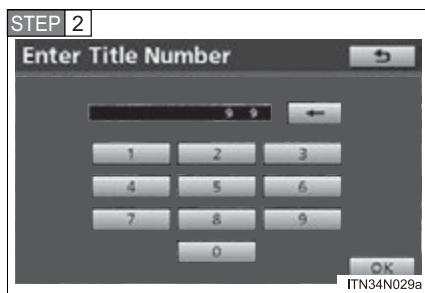 STEP 2
Enter Title Number
9 9
1 2 3
4 5 6
7 8 9
0
OK
ITN34N029a